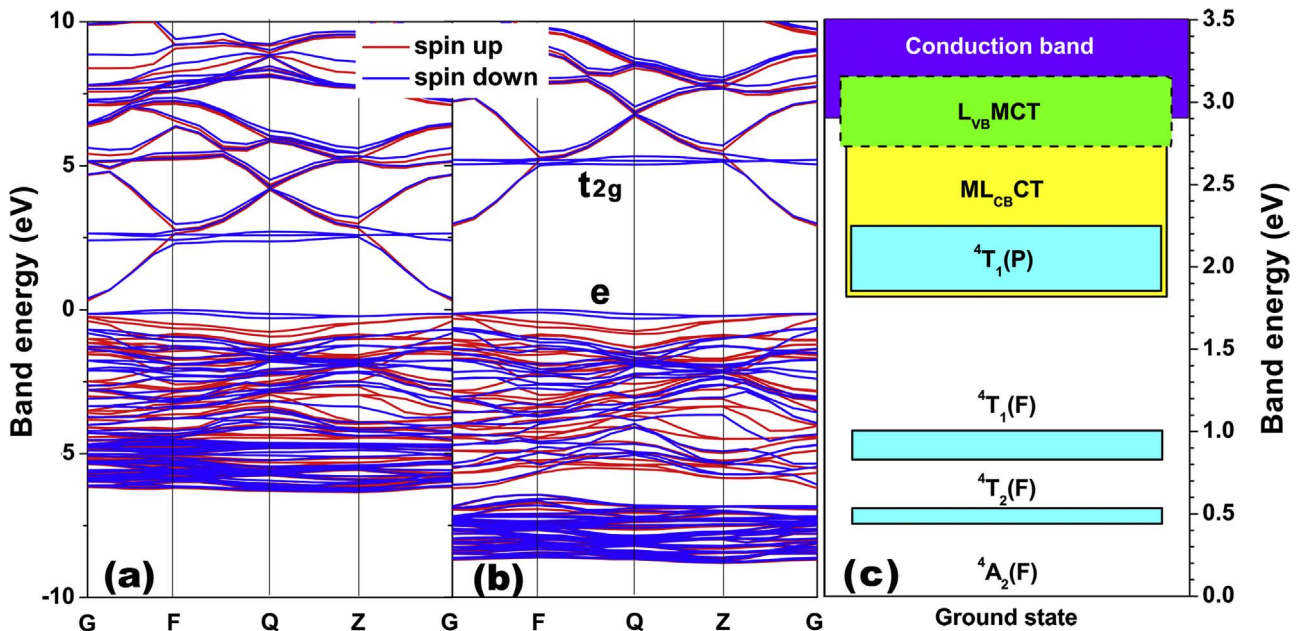 10
5
0
5
-10
Band energy (eV)
spin up
spin down
t2g
e
(a)
(b)
G F Q Z G F Q Z G
Conduction band
LVBMCT
MLCBCT
4T1(P)
4T1(F)
4T2(F)
4A2(F)
(c)
Ground state
3.5
3.0
2.5
2.0
1.5
1.0
0.5
0.0
Band energy (eV)